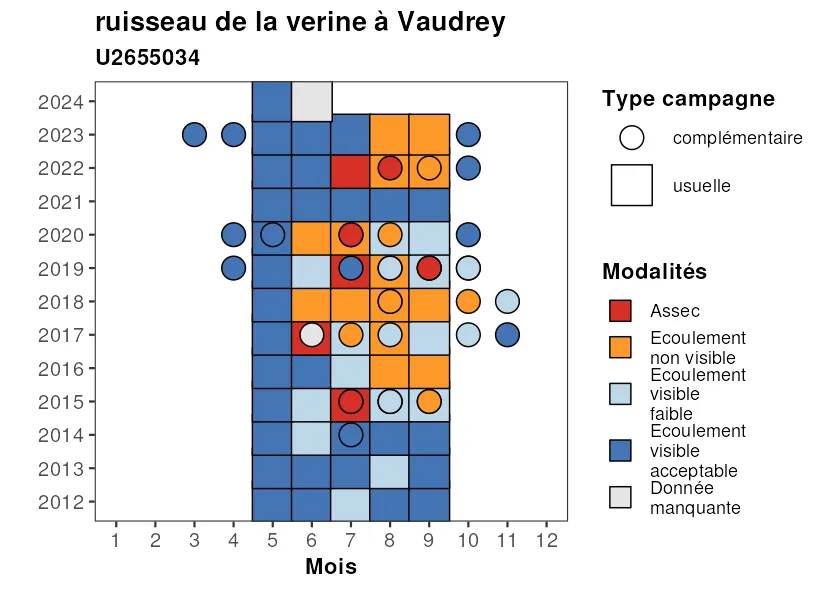 ruisseau de la verine à Vaudrey
U2655034
2024
2023
2022
2021
2020
2019
2018
2017
2016
2015
2014
2013
2012
1 2 3 4 5 6 7 8 9 10 11 12
Mois
Type campagne
complémentaire
usuelle
Modalités
Assec
Ecoulement
non visible
Ecoulement
visible
faible
Ecoulement
visible
acceptable
Donnée
manquante